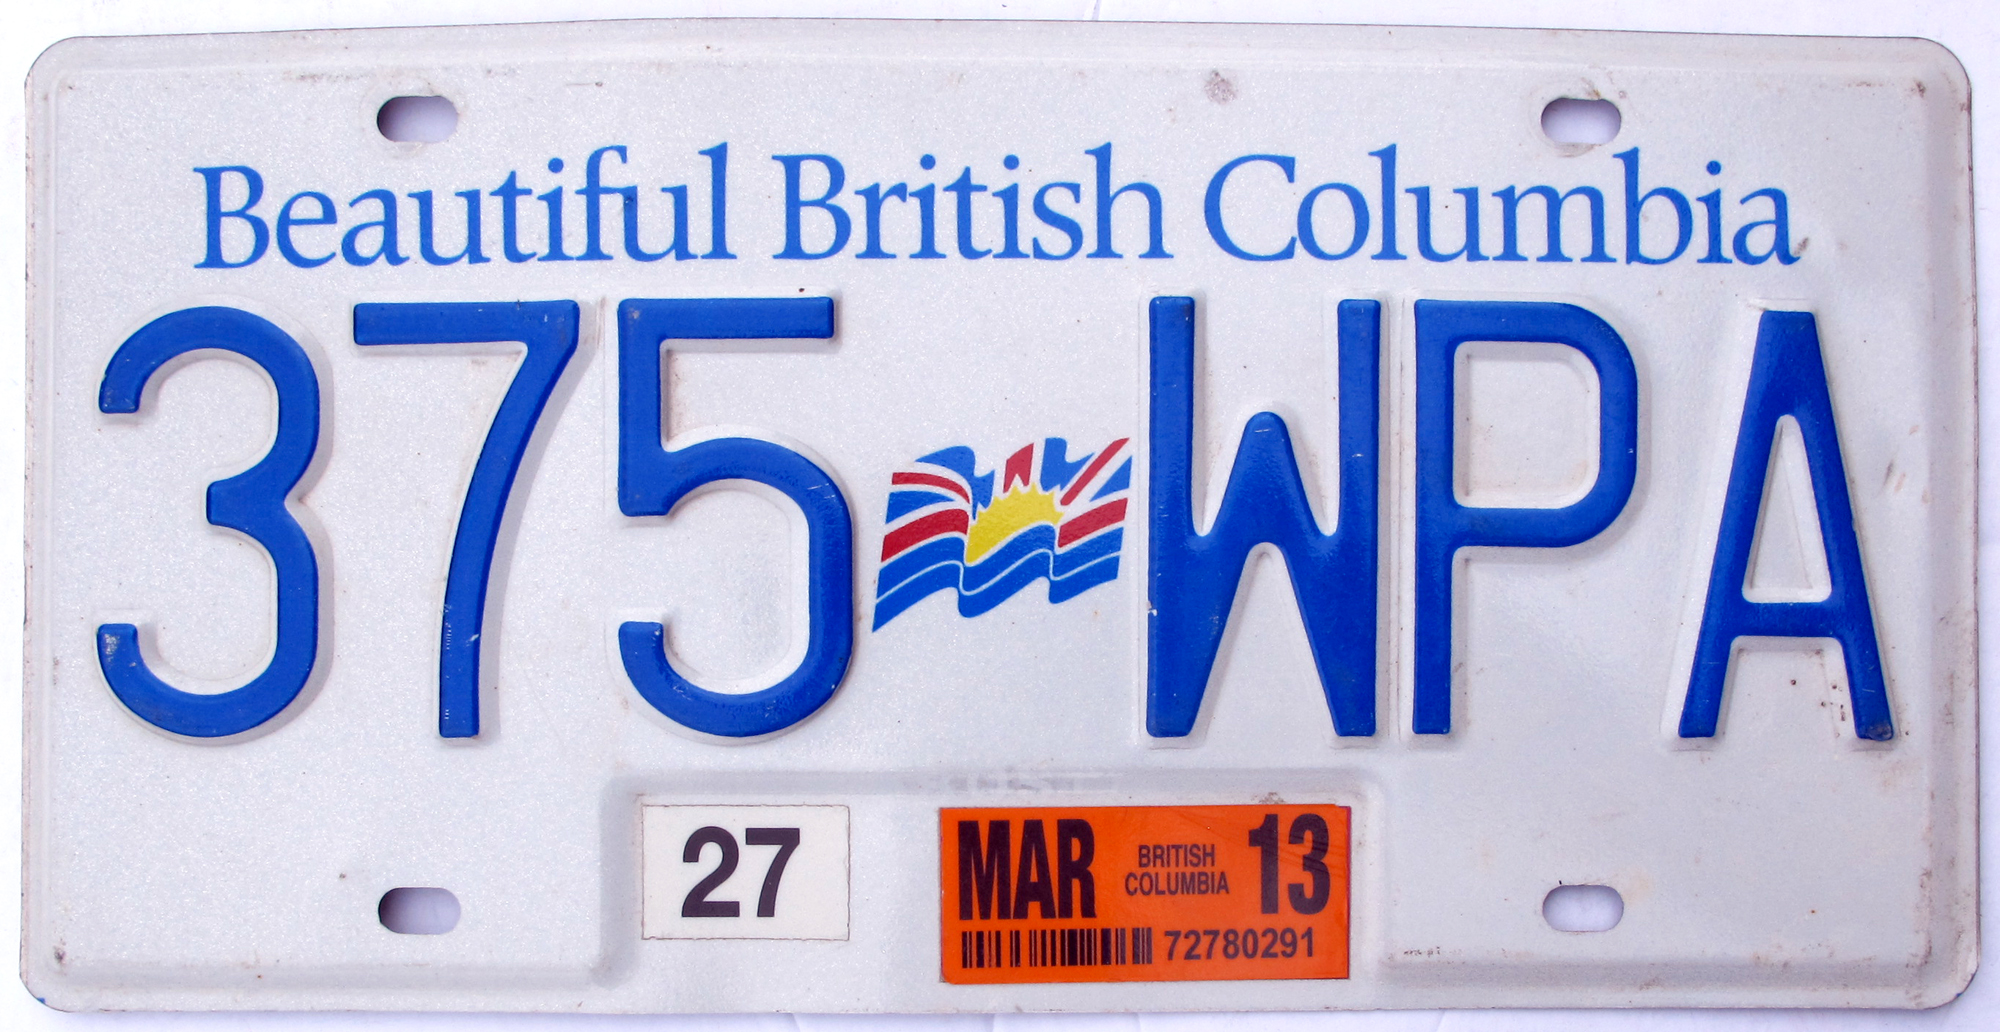 Beautiful British Columbia
375 WPA
27
MAR BRITISH COLUMBIA 13
72780291